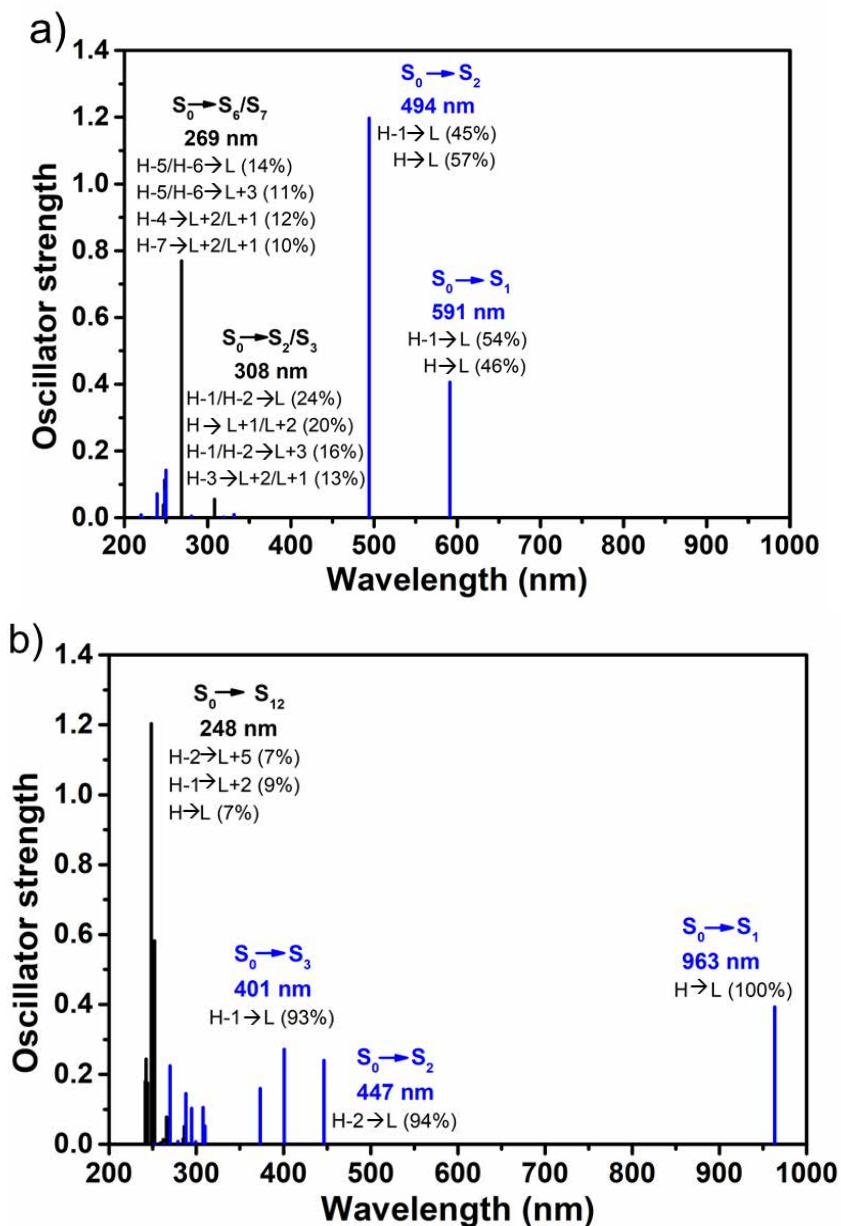 a)
1.4
1.2
1.0
0.8
0.6
0.4
0.2
0.0
Oscillator strength
S0→S6/S7
269 nm
H-5/H-6→L (14%)
H-5/H-6→L+3 (11%)
H-4→L+2/L+1 (12%)
H-7→L+2/L+1 (10%)
S0→S2/S3
308 nm
H-1/H-2→L (24%)
H→L+1/L+2 (20%)
H-1/H-2→L+3 (16%)
H-3→L+2/L+1 (13%)
S0→S2
494 nm
H-1→L (45%)
H→L (57%)
S0→S1
591 nm
H-1→L (54%)
H→L (46%)
200 300 400 500 600 700 800 900 1000
Wavelength (nm)
b)
1.4
1.2
1.0
0.8
0.6
0.4
0.2
0.0
Oscillator strength
S0→S12
248 nm
H-2→L+5 (7%)
H-1→L+2 (9%)
H→L (7%)
S0→S3
401 nm
H-1→L (93%)
S0→S2
447 nm
H-2→L (94%)
S0→S1
963 nm
H→L (100%)
200 300 400 500 600 700 800 900 1000
Wavelength (nm)